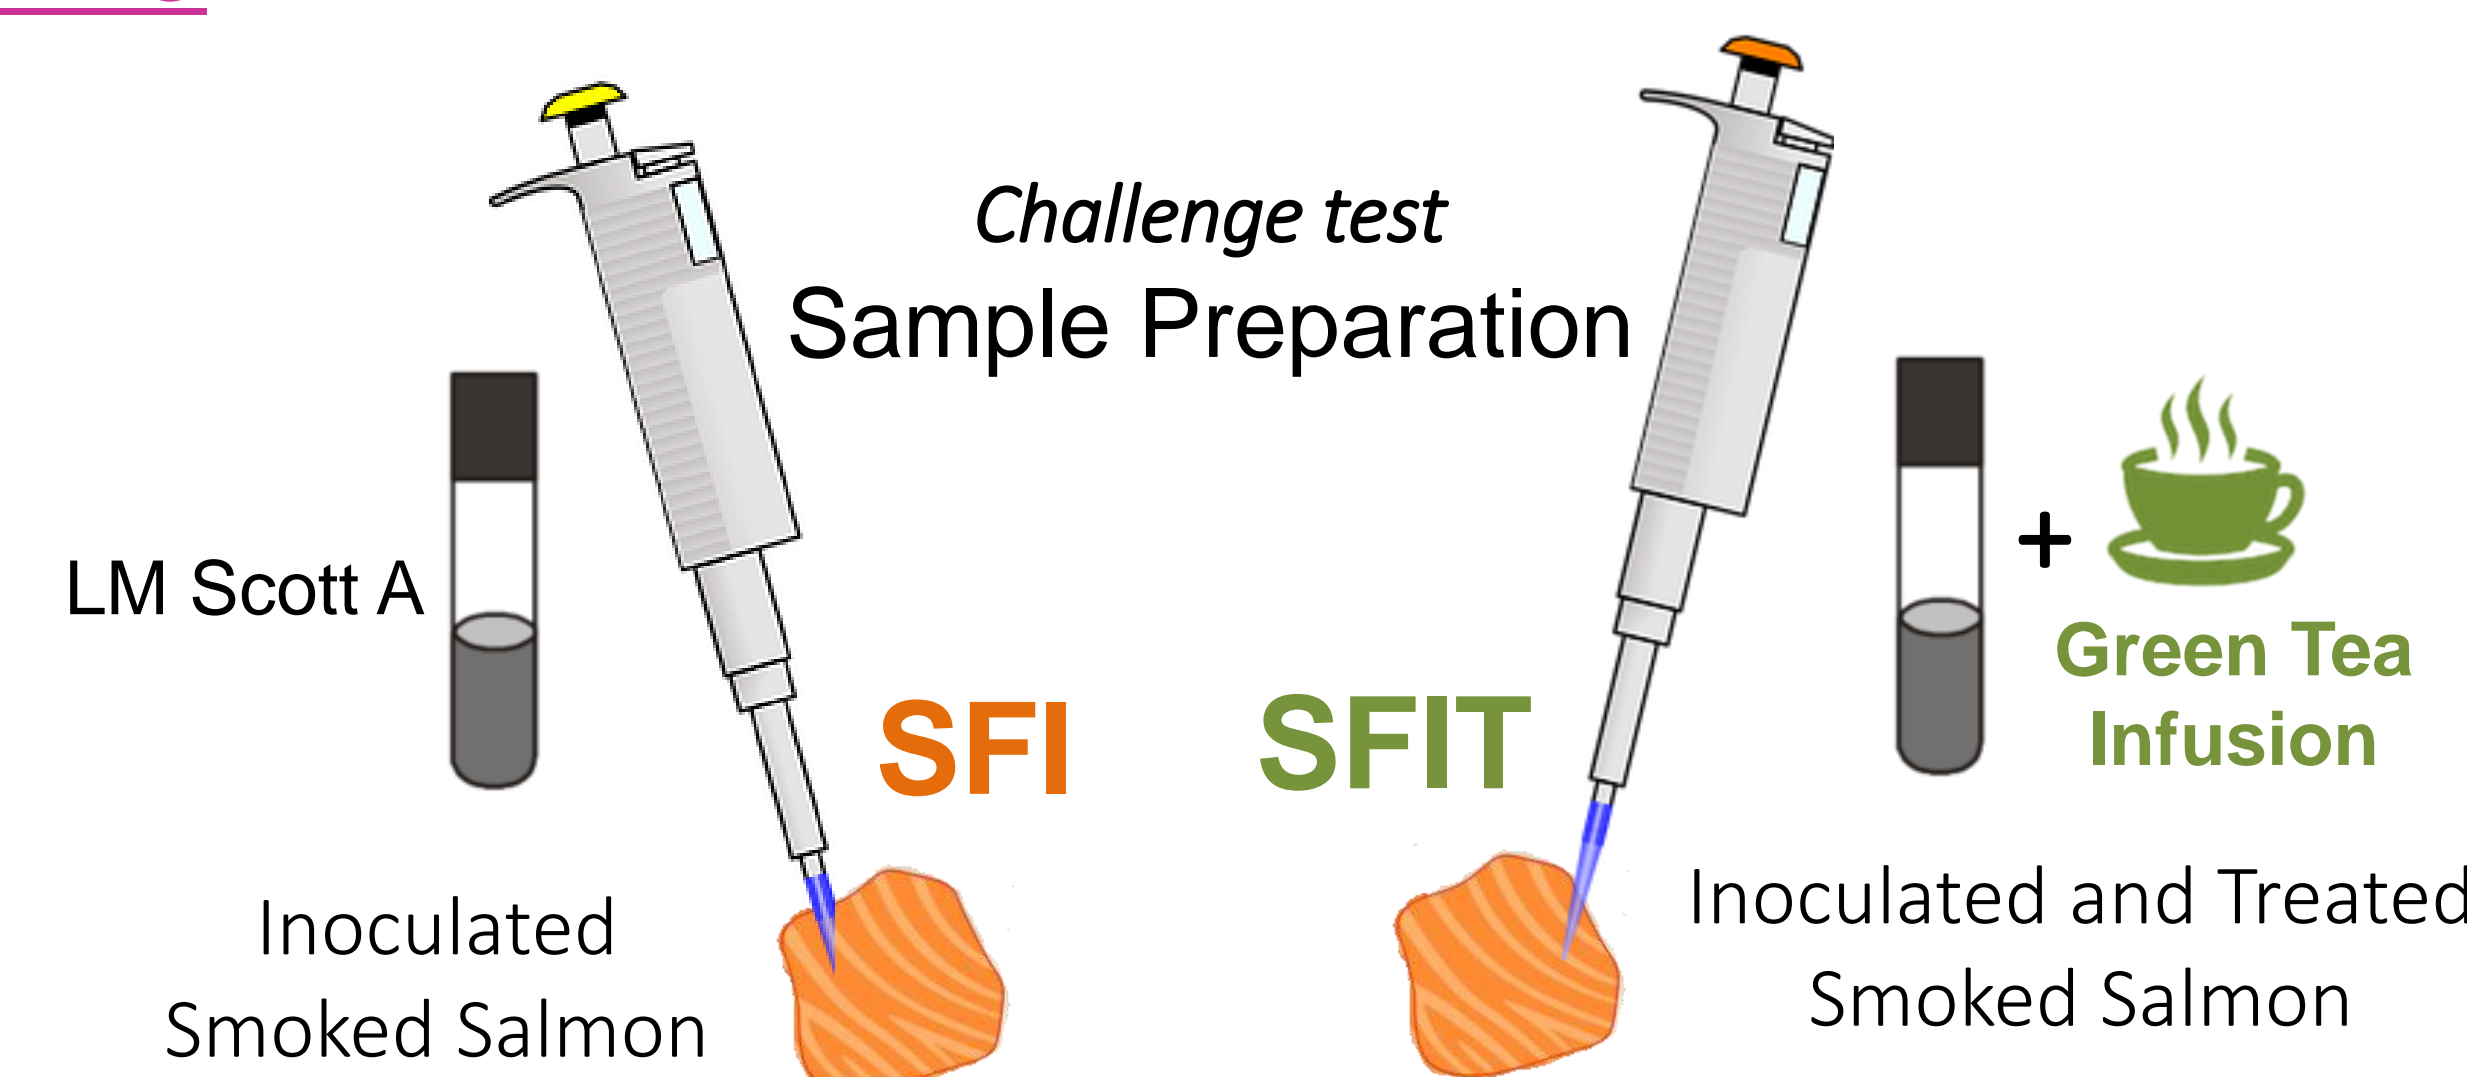 Challenge test
Sample Preparation
LM Scott A
SFI
SFIT
+
Green Tea
Infusion
Inoculated
Smoked Salmon
Inoculated and Treated
Smoked Salmon